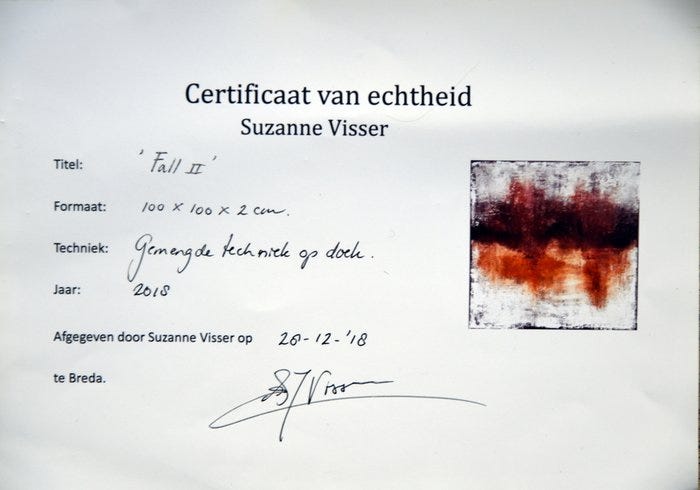 Certificaat van echtheid
Suzanne Visser
Titel: 'Fall II'
Formaat: 100 x 100 x 2 cm.
Techniek: Gemengde techniek op doek.
Jaar: 2018
Afgegeven door Suzanne Visser op 20-12-'18
te Breda.
Visser